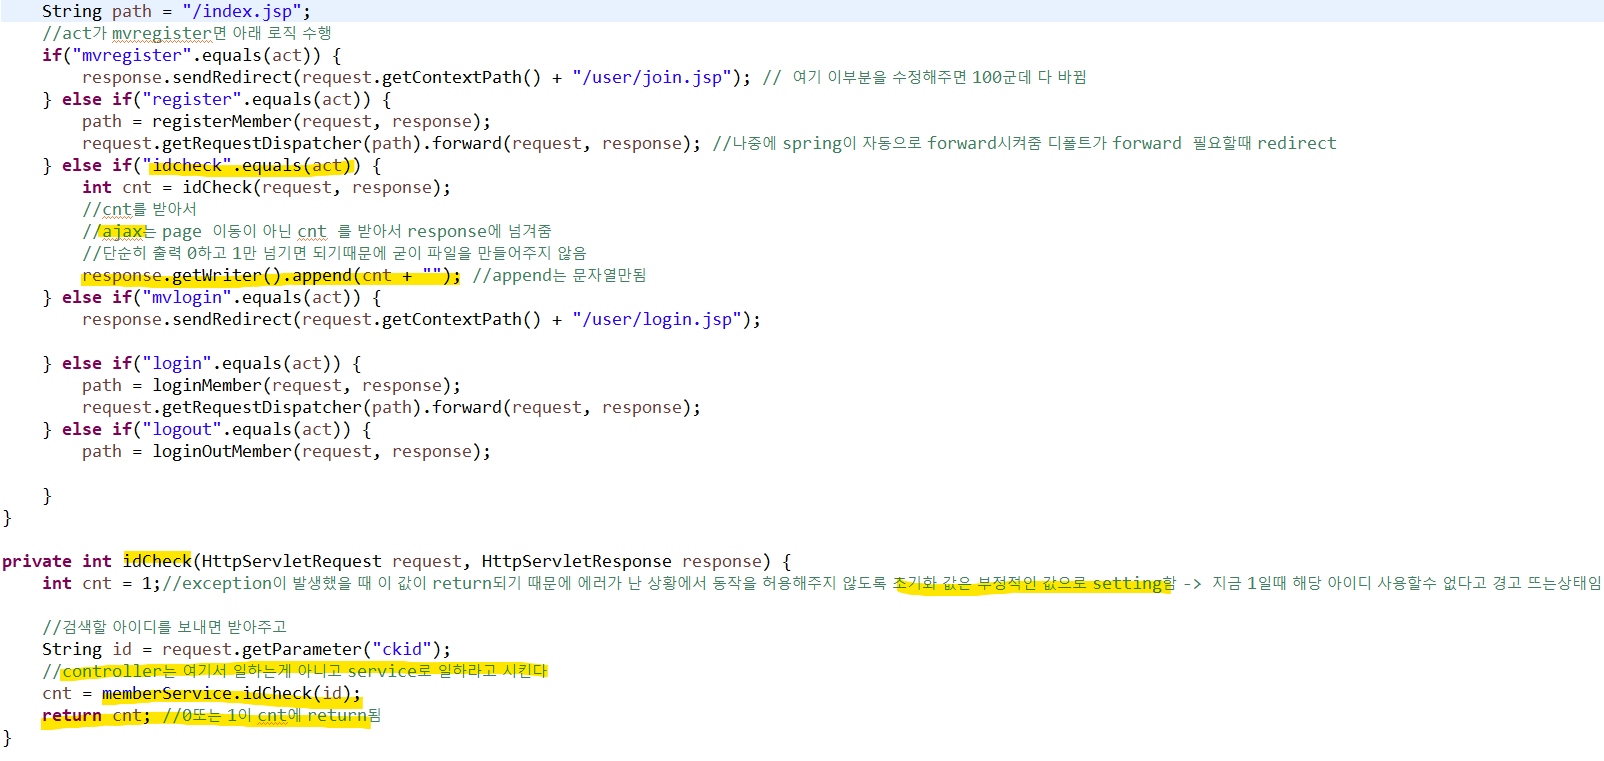 String path = "/index.jsp";
//act가 mvregister면 아래 로직 수행
if("mvregister".equals(act)) {
response.sendRedirect(request.getContextPath() + "/user/join.jsp"); // 여기 이부분을 수정해주면 100군데 다 바뀜
} else if("register".equals(act)) {
path = registerMember(request, response);
request.getRequestDispatcher(path).forward(request, response); //나중에 spring이 자동으로 forward시켜줌 디폴트가 forward 필요할때 redirect
} else if("idcheck".equals(act)) {
int cnt = idCheck(request, response);
//cnt를 받아서
//ajax는 page 이동이 아닌 cnt 를 받아서 response에 넘겨줌
//단순히 출력 0하고 1만 넘기면 되기때문에 굳이 파일을 만들어주지 않음
response.getWriter().append(cnt + ""); //append는 문자열만됨
} else if("mvlogin".equals(act)) {
response.sendRedirect(request.getContextPath() + "/user/login.jsp");
} else if("login".equals(act)) {
path = loginMember(request, response);
request.getRequestDispatcher(path).forward(request, response);
} else if("logout".equals(act)) {
path = loginOutMember(request, response);
}
}
private int idCheck(HttpServletRequest request, HttpServletResponse response) {
int cnt = 1;//exception이 발생했을 때 이 값이 return되기 때문에 에러가 난 상황에서 동작을 허용해주지 않도록 초기화 값은 부정적인 값으로 setting함 -> 지금 1일때 해당 아이디 사용할수 없다고 경고 뜨는상태임
//검색할 아이디를 보내면 받아주고
String id = request.getParameter("ckid");
//controller는 여기서 일하는게 아니고 service로 일하라고 시킨다
cnt = memberService.idCheck(id);
return cnt; //0또는 1이 cnt에 return됨
}